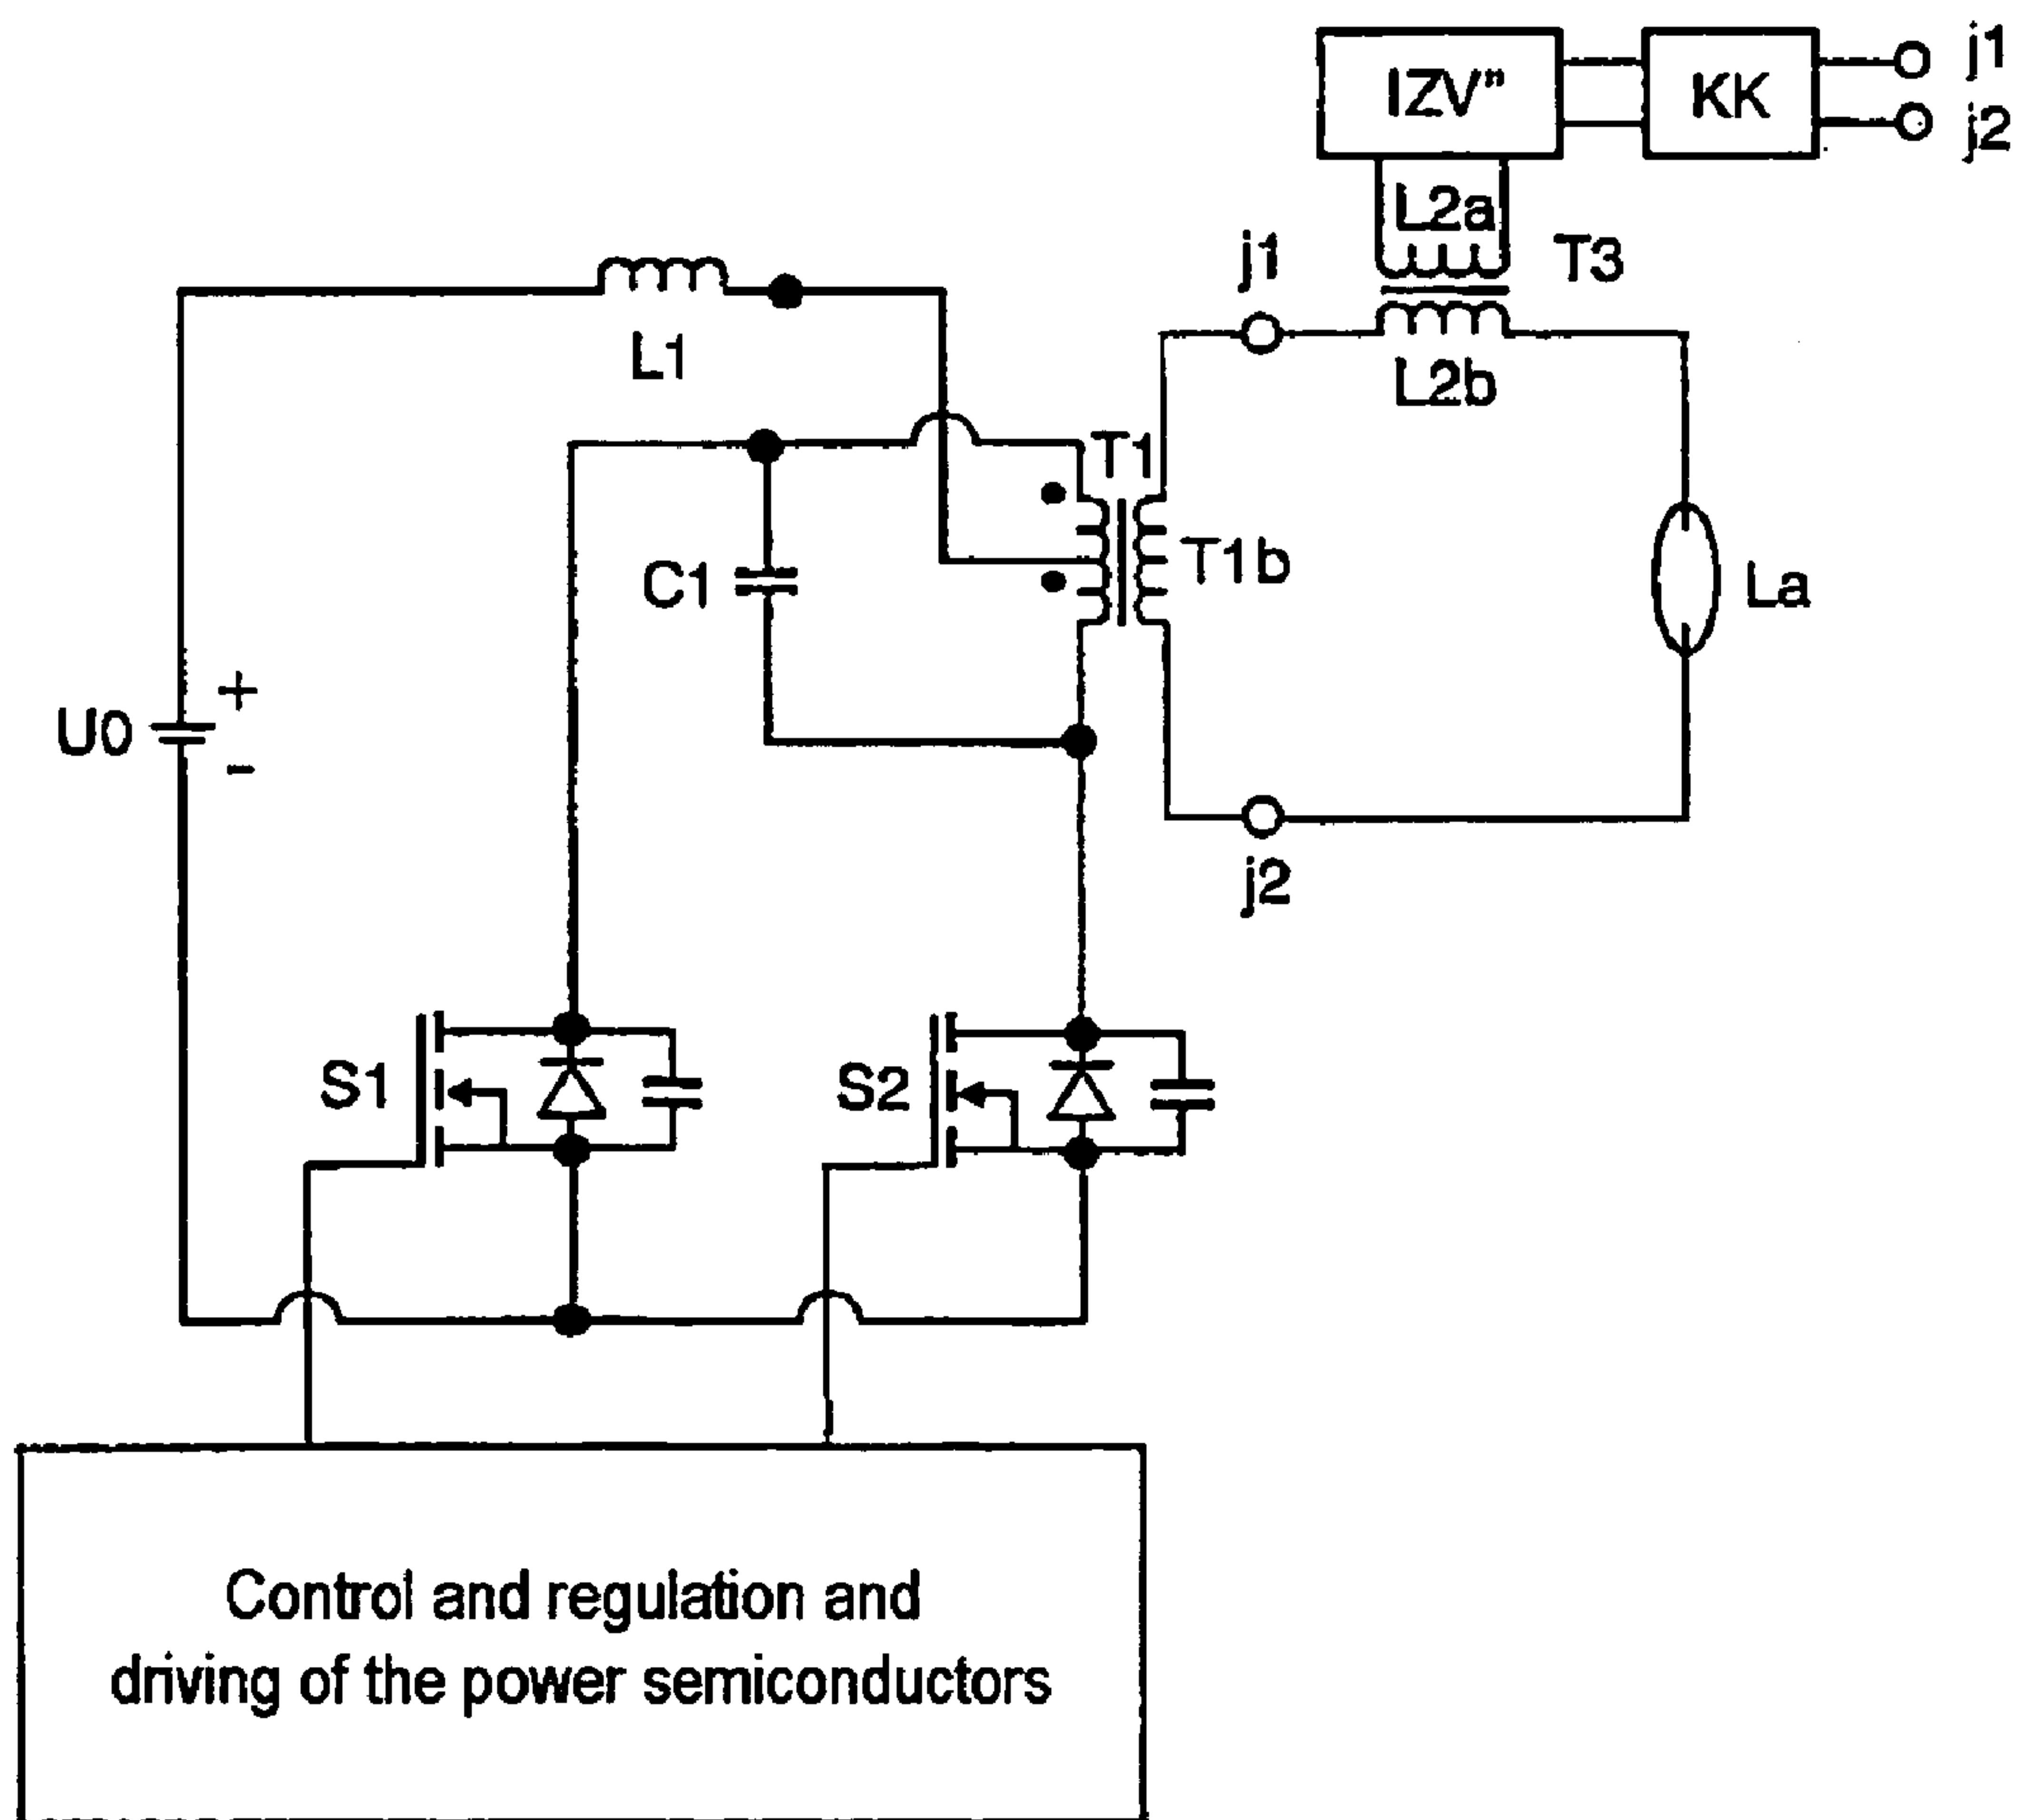 IZV"
KK
j1
j2
L2a
T3
j1
L2b
L1
T1
T1b
C1
La
U0
+
-
j2
S1
S2
Control and regulation and
driving of the power semiconductors